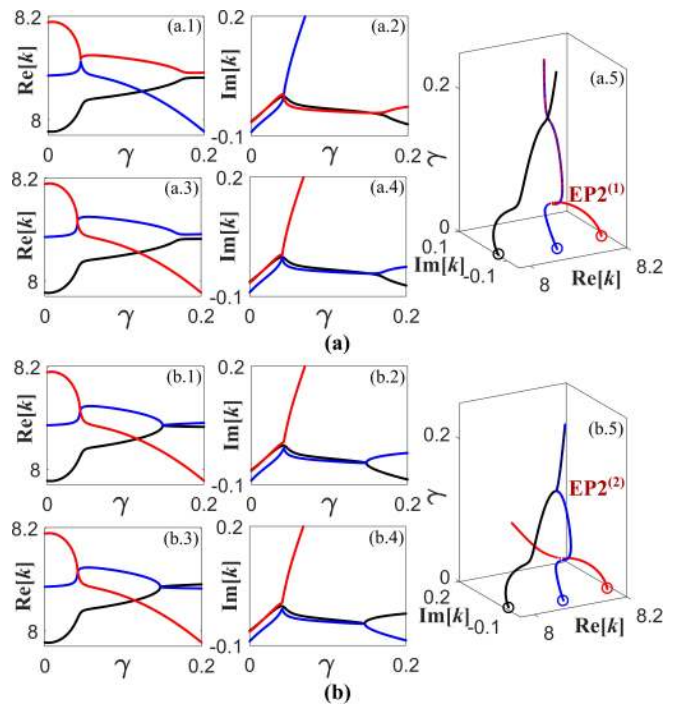 8.2
Re[k]
8
0
γ
0.2
(a.1)
0.2
Im[k]
-0.1
0
γ
0.2
(a.2)
8.2
Re[k]
8
0
γ
0.2
(a.3)
0.2
Im[k]
-0.1
0
γ
0.2
(a.4)
0.2
γ
0
0.1
Im[k]
-0.1
8
Re[k]
8.2
(a.5)
EP2(1)
(a)
8.2
Re[k]
8
0
γ
0.2
(b.1)
0.2
Im[k]
-0.1
0
γ
0.2
(b.2)
8.2
Re[k]
8
0
γ
0.2
(b.3)
0.2
Im[k]
-0.1
0
γ
0.2
(b.4)
0.2
γ
0
0.2
Im[k]
-0.1
8
Re[k]
8.2
(b.5)
EP2(2)
(b)